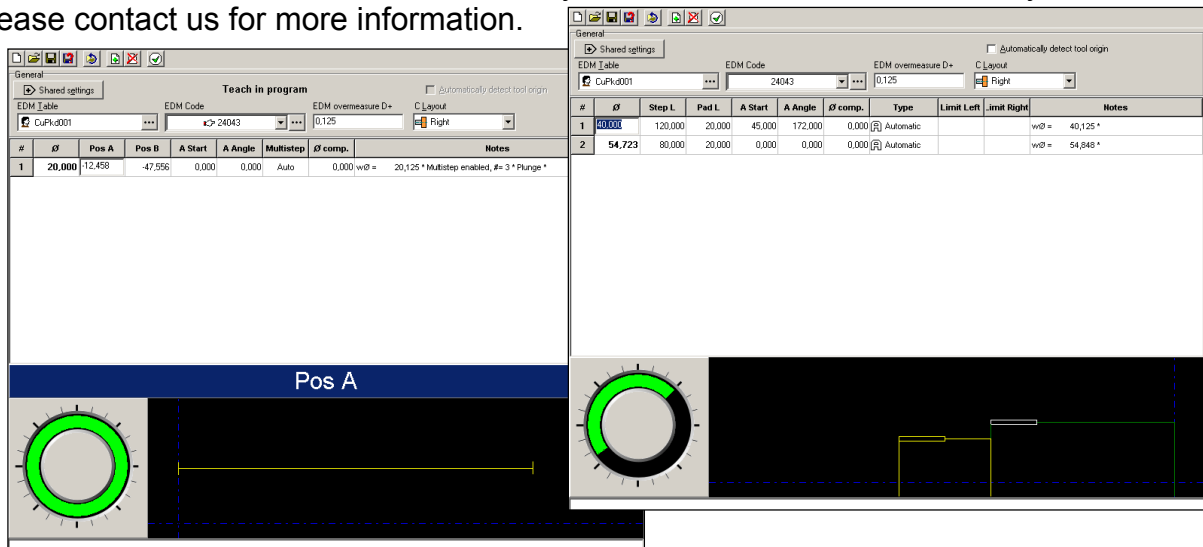 ease contact us for more information.
General
Shared settings
Teach in program
Automatically detect tool origin
EDM Table
EDM Code
EDM overmeasure D+
C Layout
CuPkd001
...
24043
...
0,125
Right
# Ø Pos A Pos B A Start A Angle Multistep Ø comp. Notes
1 20,000 -12,458 -47,556 0,000 0,000 Auto 0,000 wØ = 20,125 * Multistep enabled, #= 3 * Plunge *
Pos A
General
Shared settings
Automatically detect tool origin
EDM Table
EDM Code
EDM overmeasure D+
C Layout
CuPkd001
...
24043
...
0,125
Right
# Ø Step L Pad L A Start A Angle Ø comp. Type Limit Left .imit Right Notes
1 40,000 120,000 20,000 45,000 172,000 0,000 Automatic wØ = 40,125 *
2 54,723 80,000 20,000 0,000 0,000 0,000 Automatic wØ = 54,848 *